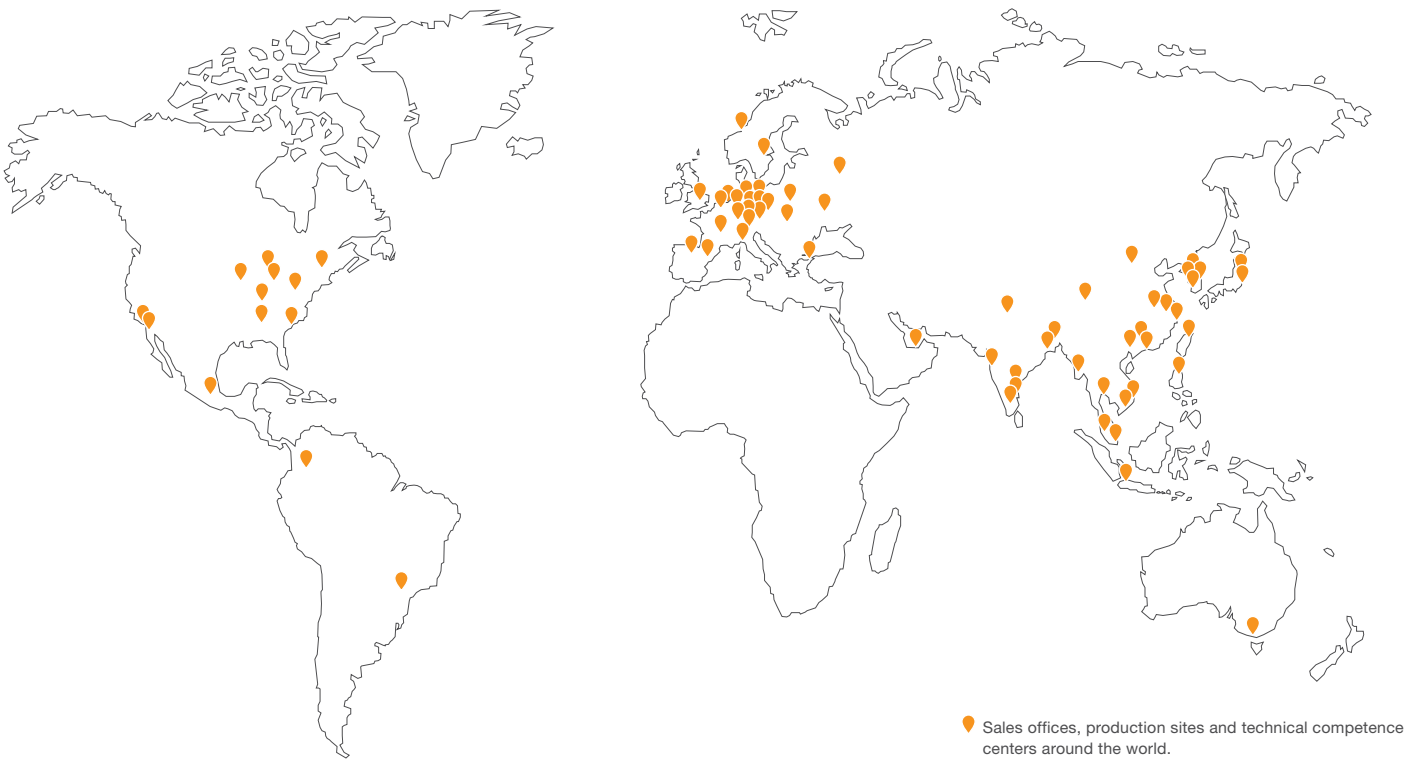 Sales offices, production sites and technical competence
centers around the world.